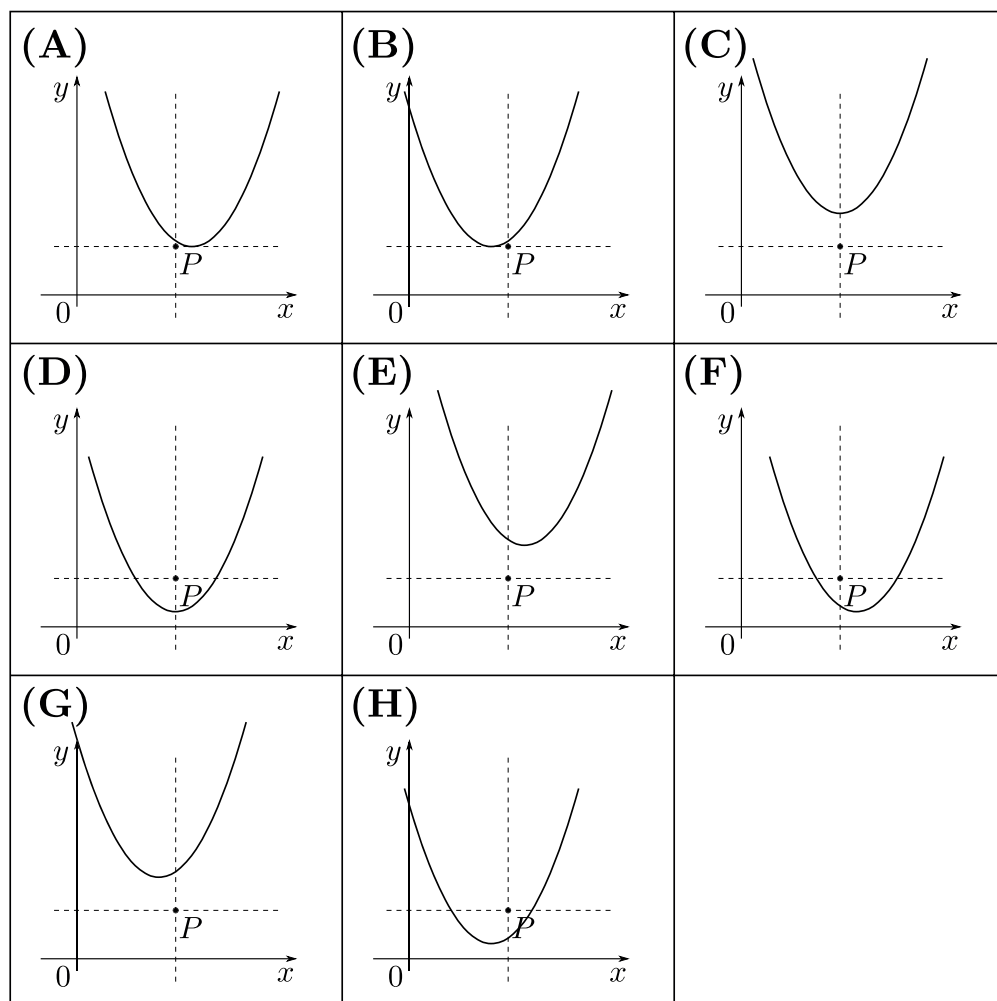 (A) (B) (C)
y y y
P P P
0 x 0 x 0 x
(D) (E) (F)
y y y
P P P
0 x 0 x 0 x
(G) (H)
y y
P P
0 x 0 x